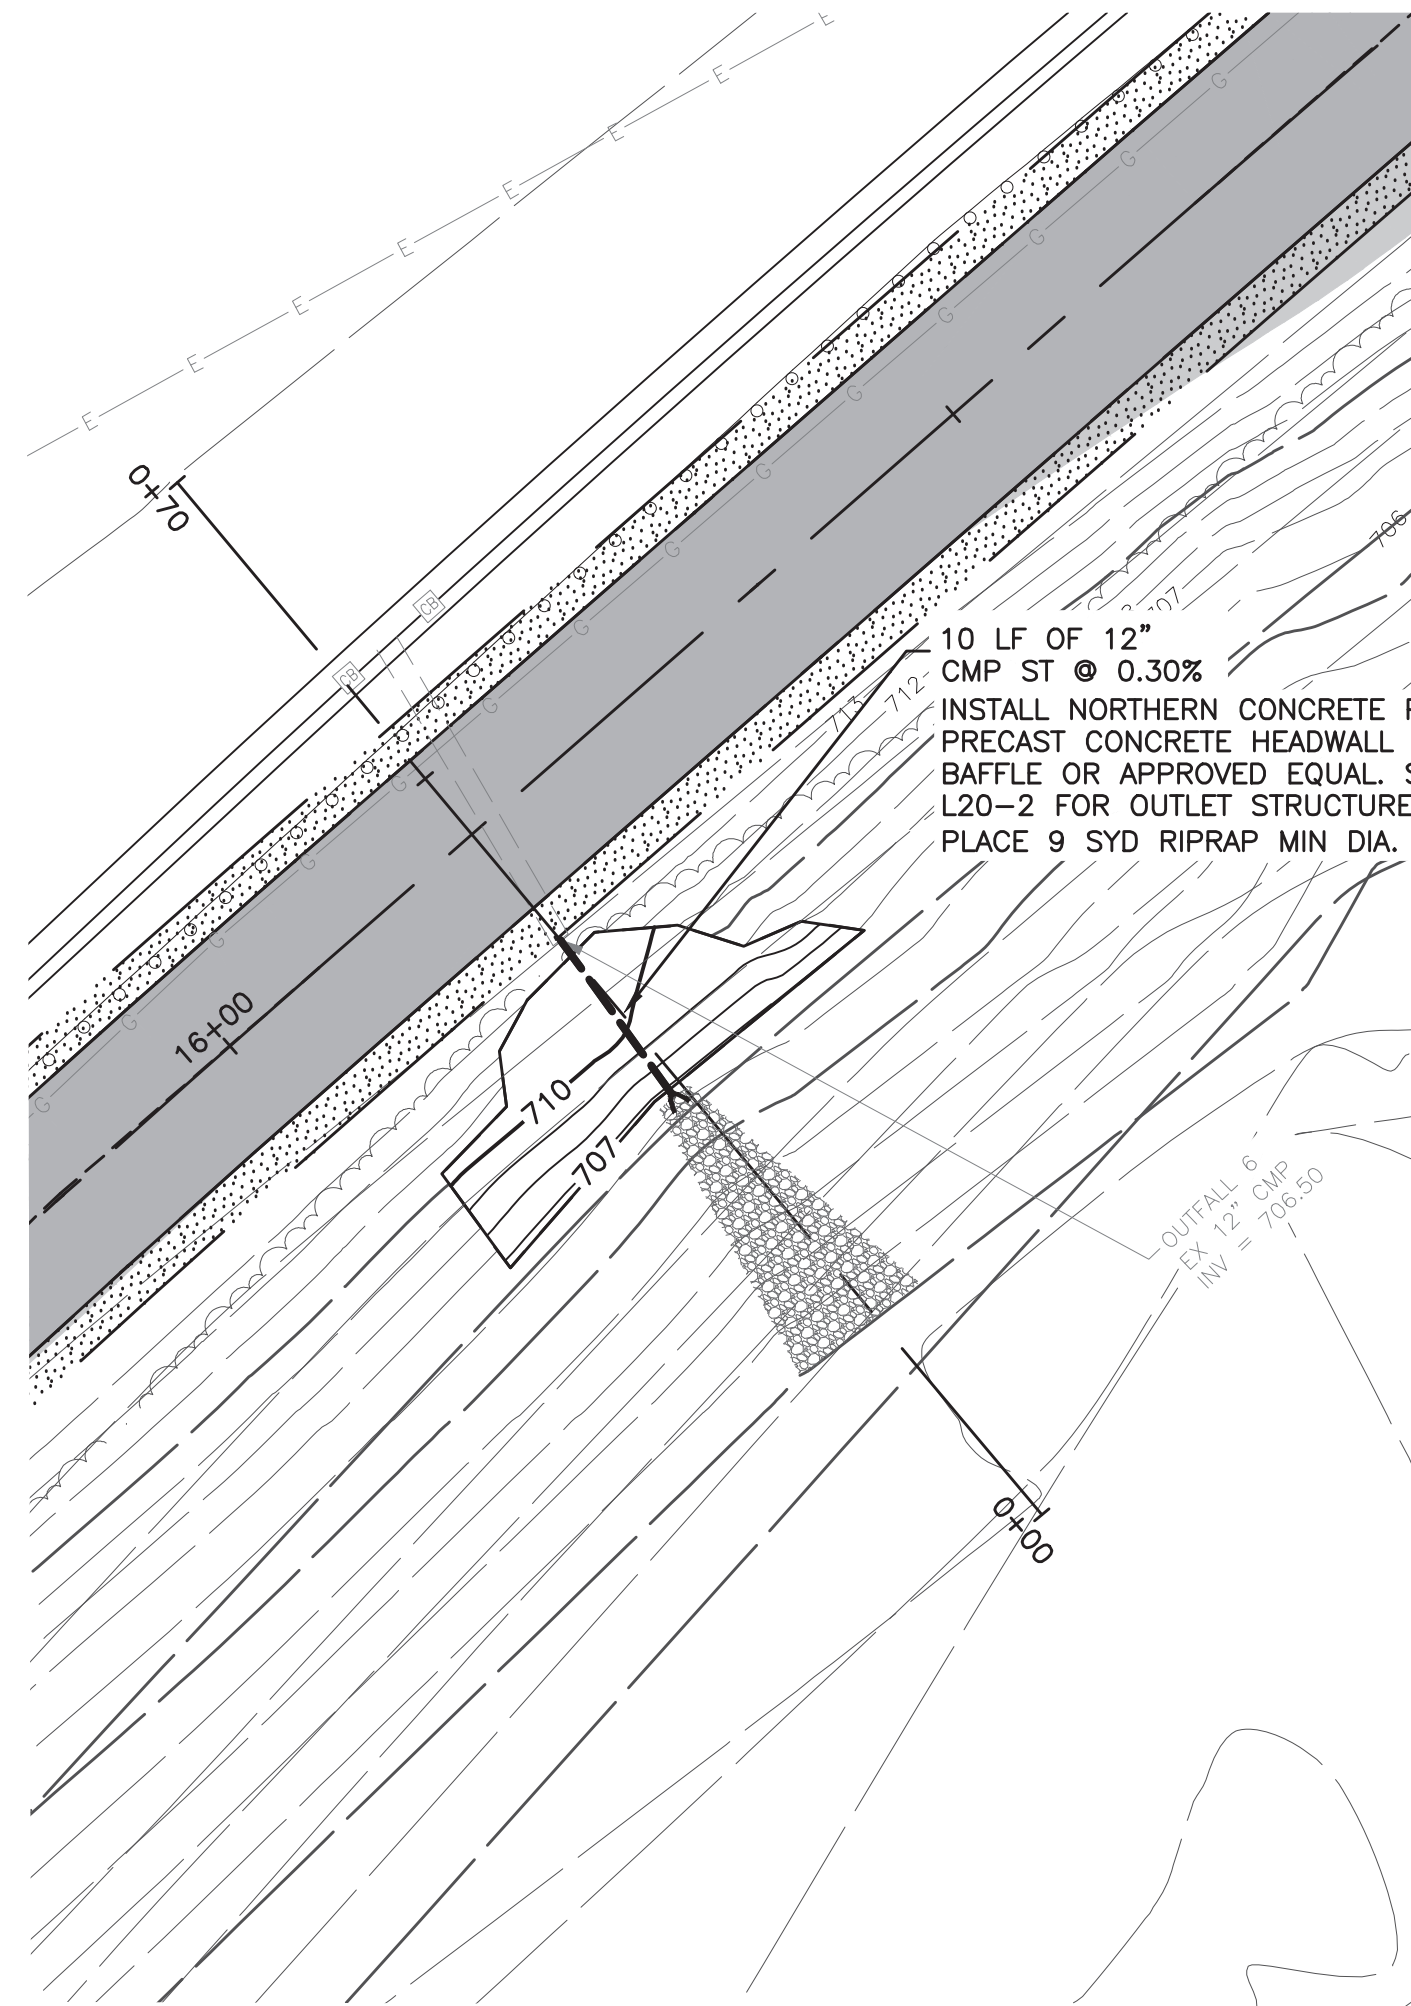 E
E
E
E
E
E
E
E
G
G
G
G
G
G
G
G
G
G
G
G
G
G
0+70
CB
CB
706
707
10 LF OF 12”
CMP ST @ 0.30%
INSTALL NORTHERN CONCRETE
PRECAST CONCRETE HEADWALL
BAFFLE OR APPROVED EQUAL.
L20-2 FOR OUTLET STRUCTURE
PLACE 9 SYD RIPRAP MIN DIA.
713
712
16+00
710
707
OUTFALL 6
EX 12” CMP
INV = 706.50
0+00